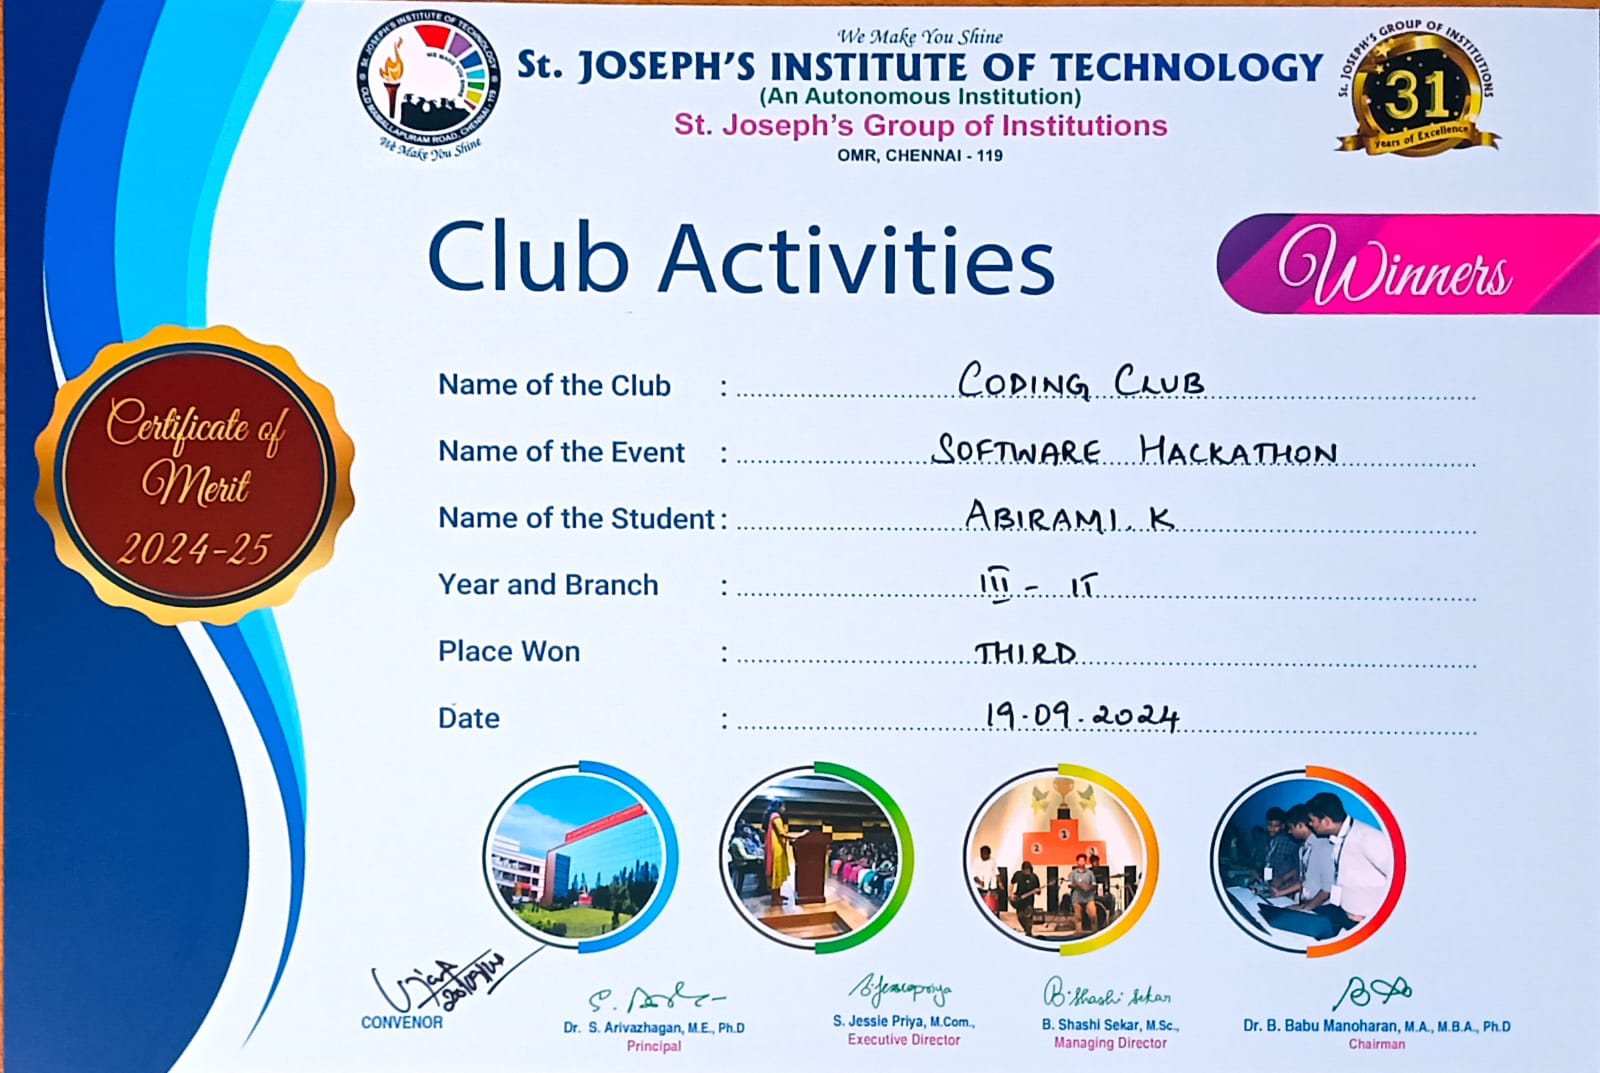 We Make You Shine
St. JOSEPH'S INSTITUTE OF TECHNOLOGY
(An Autonomous Institution)
St. Joseph's Group of Institutions
OMR, CHENNAI - 119
St. JOSEPH'S INSTITUTE OF TECHNOLOGY
OLD MAMALLAPURAM ROAD, CHENNAI - 119
We Make You Shine
St. JOSEPH'S GROUP OF INSTITUTIONS
31
Years of Excellence
Club Activities
Winners
Certificate of
Merit
2024-25
Name of the Club : CODING CLUB
Name of the Event : SOFTWARE HACKATHON
Name of the Student : ABIRAMI. K
Year and Branch : III - IT
Place Won : THIRD
Date : 19.09.2024
1
2
CONVENOR
S. Jessiepriya
B. Shashi Sekar
Dr. S. Arivazhagan, M.E., Ph.D
Principal
S. Jessie Priya, M.Com.,
Executive Director
B. Shashi Sekar, M.Sc.,
Managing Director
Dr. B. Babu Manoharan, M.A., M.B.A., Ph.D
Chairman